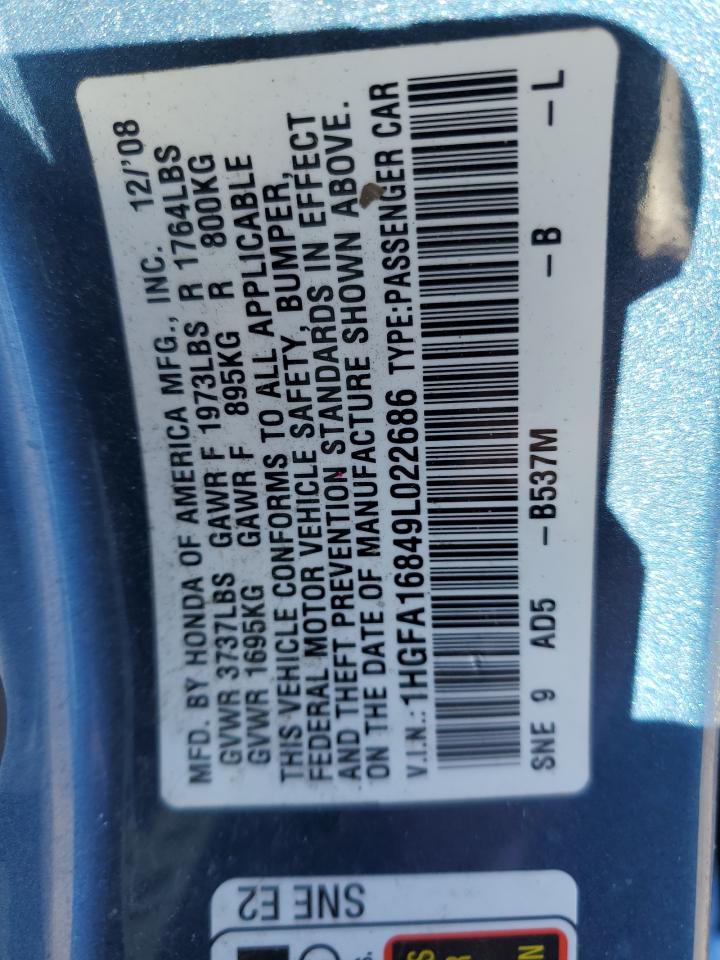 MFD. BY HONDA OF AMERICA MFG., INC. 12/'08
GVWR 3737LBS GAWR F 1973LBS R 1764LBS
GVWR 1695KG GAWR F 895KG R 800KG
THIS VEHICLE CONFORMS TO ALL APPLICABLE
FEDERAL MOTOR VEHICLE SAFETY, BUMPER,
AND THEFT PREVENTION STANDARDS IN EFFECT
ON THE DATE OF MANUFACTURE SHOWN ABOVE.
V.I.N.:1HGFA16849L022686 TYPE:PASSENGER CAR
SNE 9 AD5 -B537M -B -L
SNE E2